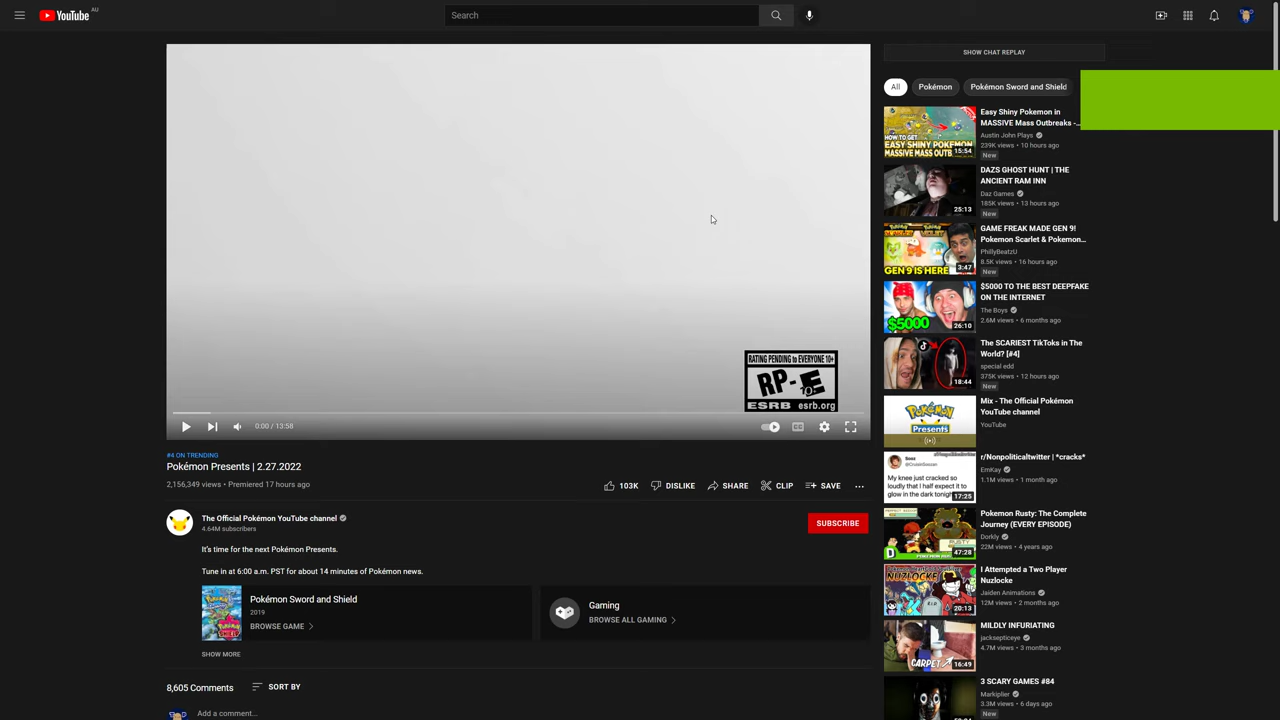 YouTube AU
Search
SHOW CHAT REPLAY
All Pokémon Pokémon Sword and Shield
RATING PENDING to EVERYONE 10+
RP-E
10+
ESRB esrb.org
0:00 / 13:58
#4 ON TRENDING
Pokémon Presents | 2.27.2022
2,156,349 views • Premiered 17 hours ago
103K DISLIKE SHARE CLIP SAVE
The Official Pokémon YouTube channel
4.64M subscribers
SUBSCRIBE
It's time for the next Pokémon Presents.
Tune in at 6:00 a.m. PST for about 14 minutes of Pokémon news.
Pokémon Sword and Shield
2019
BROWSE GAME
Gaming
BROWSE ALL GAMING
SHOW MORE
8,605 Comments SORT BY
Add a comment...
HOW TO GET
EASY SHINY POKEMON
MASSIVE MASS OUTB
15:54
Easy Shiny Pokemon in
MASSIVE Mass Outbreaks -...
Austin John Plays
239K views • 10 hours ago
New
25:13
DAZS GHOST HUNT | THE
ANCIENT RAM INN
Daz Games
185K views • 13 hours ago
New
GEN 9 IS HERE
3:47
GAME FREAK MADE GEN 9!
Pokemon Scarlet & Pokemon...
PhillyBeatzU
8.5K views • 16 hours ago
New
$5000
26:10
$5000 TO THE BEST DEEPFAKE
ON THE INTERNET
The Boys
2.6M views • 6 months ago
18:44
The SCARIEST TikToks in The
World? [#4]
special edd
375K views • 12 hours ago
New
Pokémon
Presents
Mix - The Official Pokémon
YouTube channel
YouTube
My knee just cracked so
loudly that I half expect it to
glow in the dark tonight
17:25
r/Nonpoliticaltwitter | *cracks*
EmKay
1.1M views • 1 month ago
47:28
Pokemon Rusty: The Complete
Journey (EVERY EPISODE)
Dorkly
22M views • 4 years ago
NUZLOCKE
R.I.P
20:13
I Attempted a Two Player
Nuzlocke
Jaiden Animations
12M views • 2 months ago
CARPET
16:49
MILDLY INFURIATING
jacksepticeye
4.7M views • 3 months ago
3 SCARY GAMES #84
Markiplier
3.3M views • 6 days ago
New